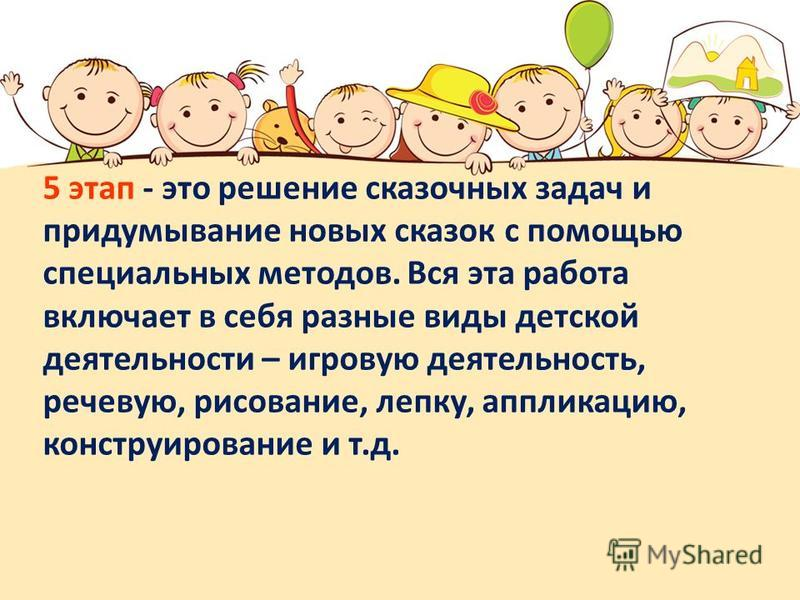 5 этап - это решение сказочных задач и
придумывание новых сказок с помощью
специальных методов. Вся эта работа
включает в себя разные виды детской
деятельности – игровую деятельность,
речевую, рисование, лепку, аппликацию,
конструирование и т.д.
MyShared